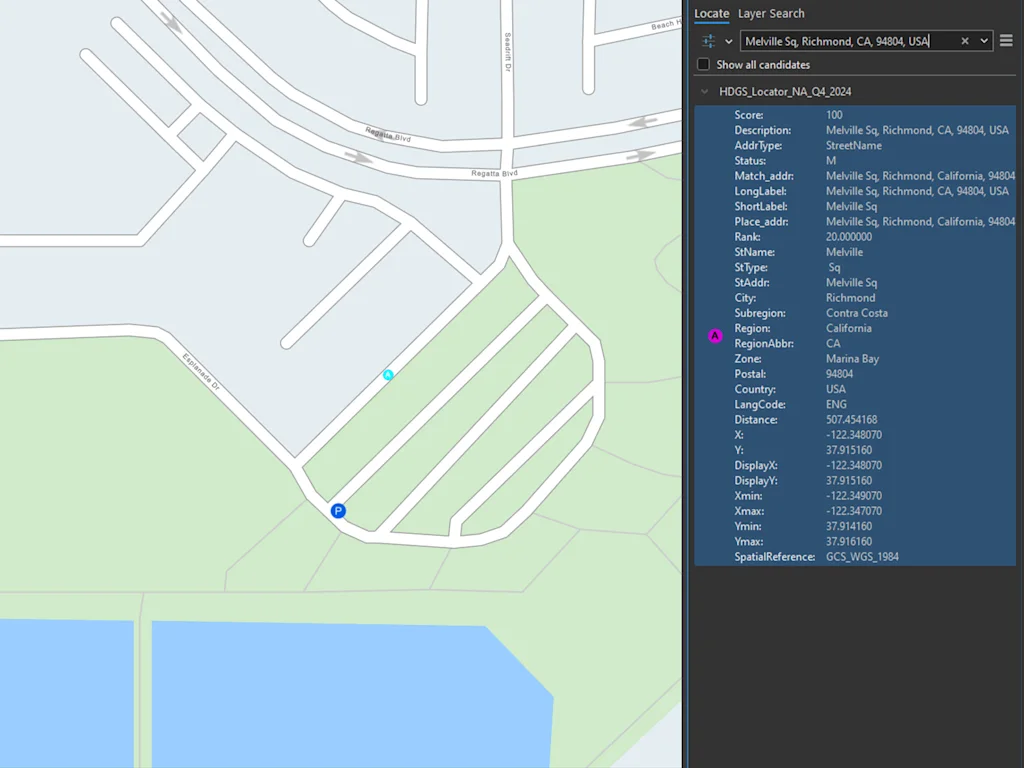 Locate Layer Search
Melville Sq, Richmond, CA, 94804, USA
Show all candidates
HDGS_Locator_NA_Q4_2024
Score: 100
Description: Melville Sq, Richmond, CA, 94804, USA
AddrType: StreetName
Status: M
Match_addr: Melville Sq, Richmond, California, 94804
LongLabel: Melville Sq, Richmond, CA, 94804, USA
ShortLabel: Melville Sq
Place_addr: Melville Sq, Richmond, California, 94804
Rank: 20.000000
StName: Melville
StType: Sq
StAddr: Melville Sq
City: Richmond
Subregion: Contra Costa
Region: California
A
RegionAbbr: CA
Zone: Marina Bay
Postal: 94804
Country: USA
LangCode: ENG
Distance: 507.454168
X: -122.348070
Y: 37.915160
DisplayX: -122.348070
DisplayY: 37.915160
Xmin: -122.349070
Xmax: -122.347070
Ymin: 37.914160
Ymax: 37.916160
SpatialReference: GCS_WGS_1984
Beach H
Seadrift Dr
Regatta Blvd
Regatta Blvd
Esplanade Dr
A
P